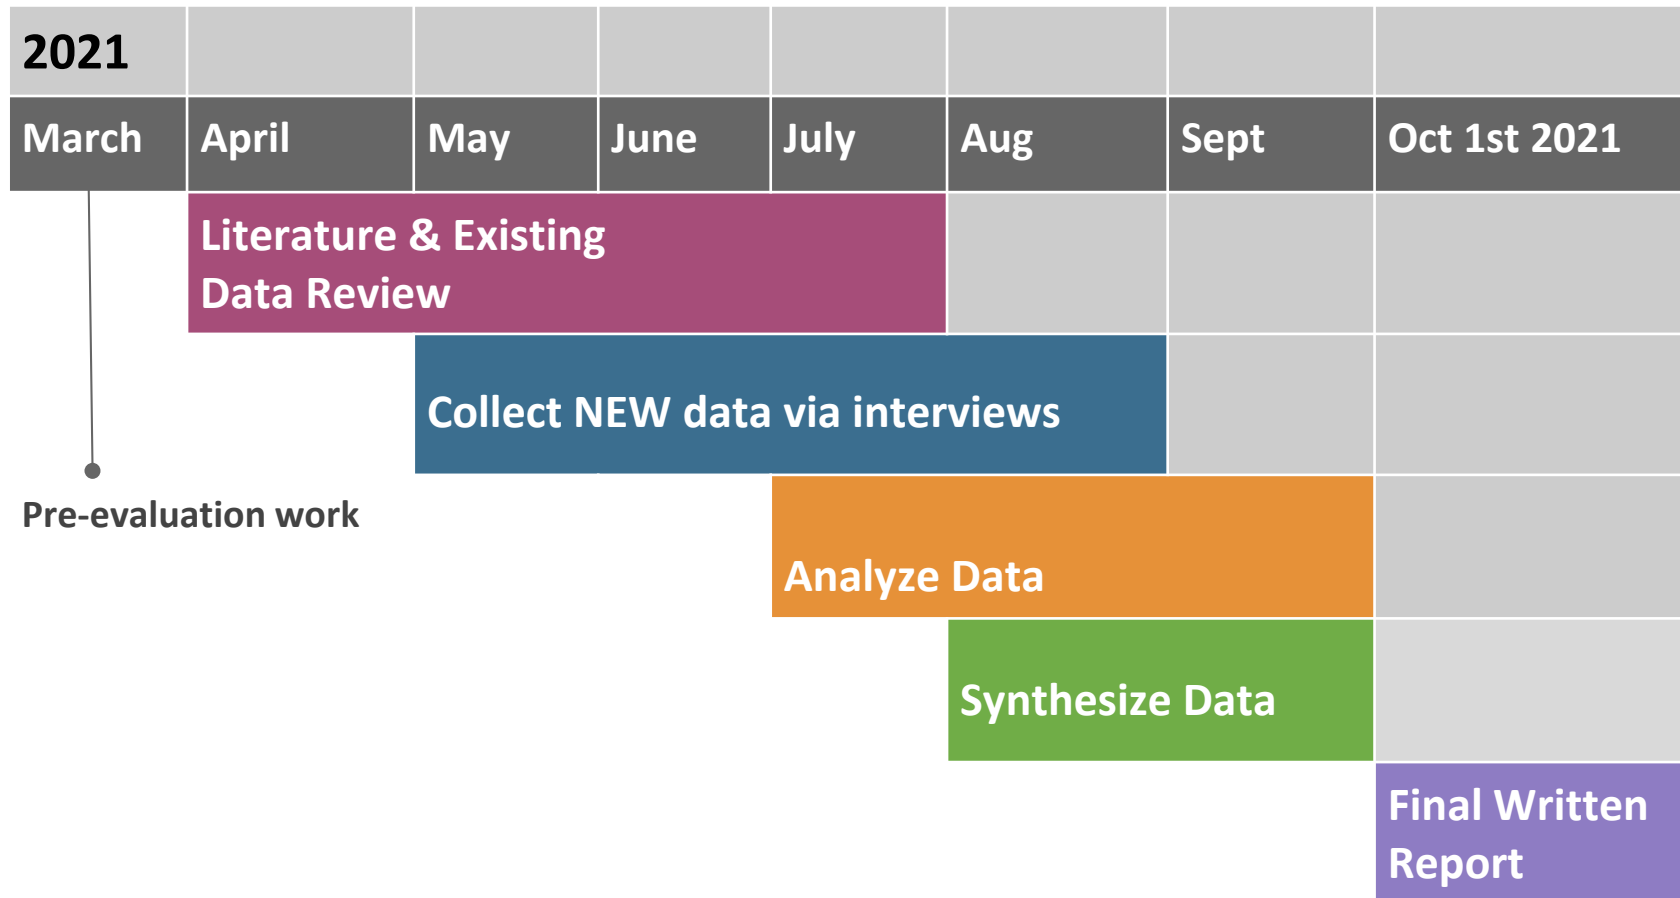 2021
March April May June July Aug Sept Oct 1st 2021
Literature & Existing
Data Review
Collect NEW data via interviews
Pre-evaluation work
Analyze Data
Synthesize Data
Final Written
Report